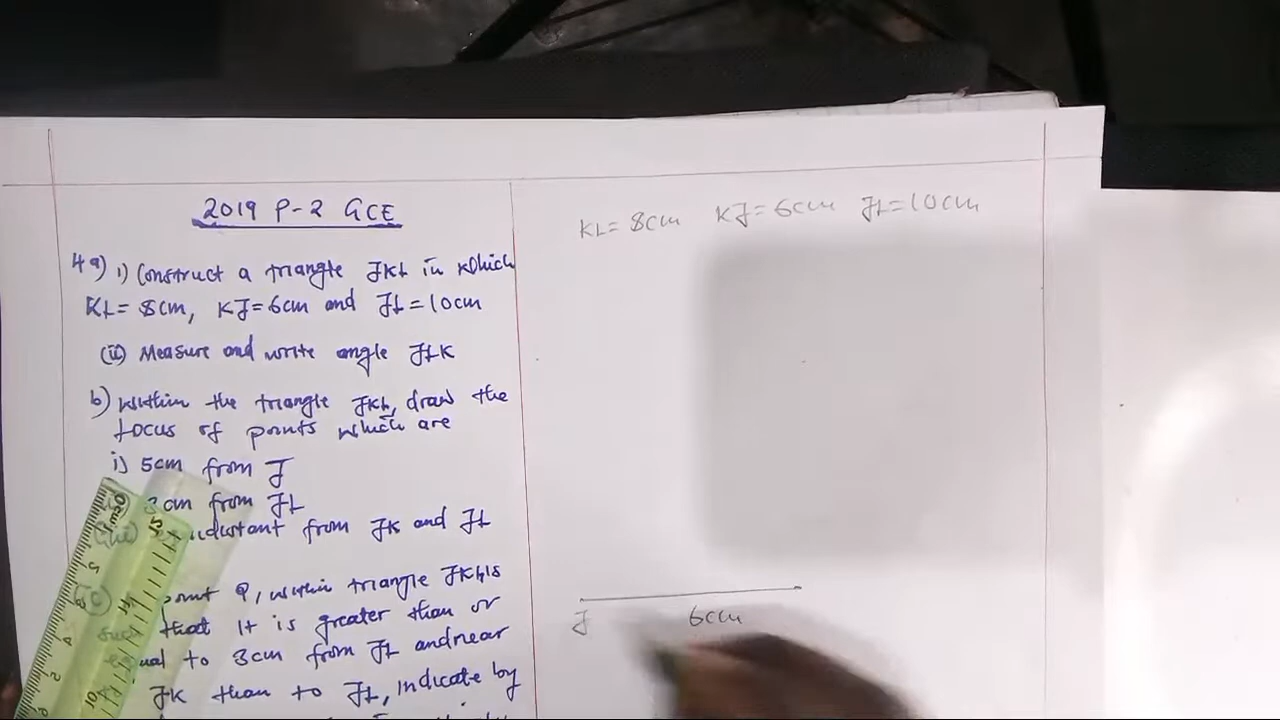 2019 P-2 GCE
4a) i) Construct a triangle JKL in which
KL = 8cm, KJ = 6cm and JL = 10cm
(ii) Measure and write angle JLK
b) Within the triangle JKL, draw the
locus of points which are
i) 5cm from J
3cm from JL
from JK and JL
Q, within triangle JKL, is
that it is greater than or
to 3cm from JL and near
JK than to JL, indicate by
KL = 8cm KJ = 6cm JL = 10cm
J 6cm